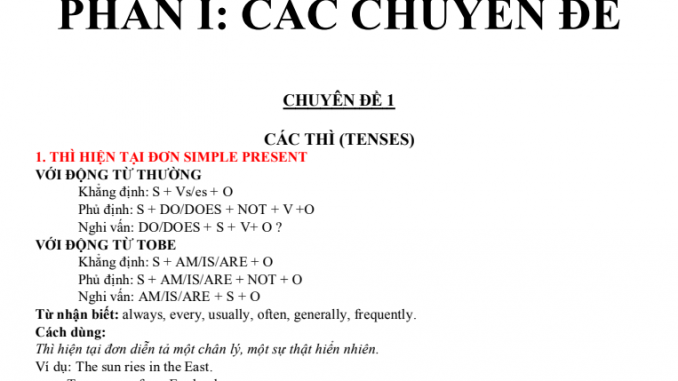 PHẦN I: CÁC CHUYÊN ĐỀ
CHUYÊN ĐỀ 1
CÁC THÌ (TENSES)
1. THÌ HIỆN TẠI ĐƠN SIMPLE PRESENT
VỚI ĐỘNG TỪ THƯỜNG
Khẳng định: S + Vs/es + O
Phủ định: S + DO/DOES + NOT + V +O
Nghi vấn: DO/DOES + S + V+ O ?
VỚI ĐỘNG TỪ TOBE
Khẳng định: S + AM/IS/ARE + O
Phủ định: S + AM/IS/ARE + NOT + O
Nghi vấn: AM/IS/ARE + S + O
Từ nhận biết: always, every, usually, often, generally, frequently.
Cách dùng:
Thì hiện tại đơn diễn tả một chân lý, một sự thật hiển nhiên.
Ví dụ: The sun ries in the East.